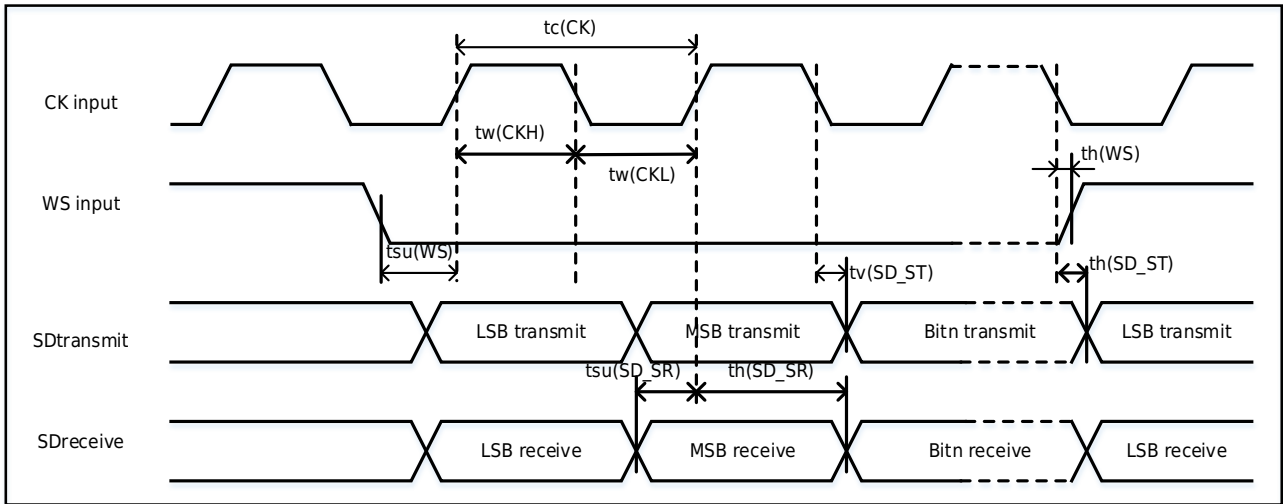 tc(CK)
CK input
tw(CKH)
th(WS)
tw(CKL)
WS input
tsu(WS)
tv(SD_ST)
th(SD_ST)
SDtransmit
LSB transmit
MSB transmit
Bitn transmit
LSB transmit
tsu(SD_SR)
th(SD_SR)
SDreceive
LSB receive
MSB receive
Bitn receive
LSB receive